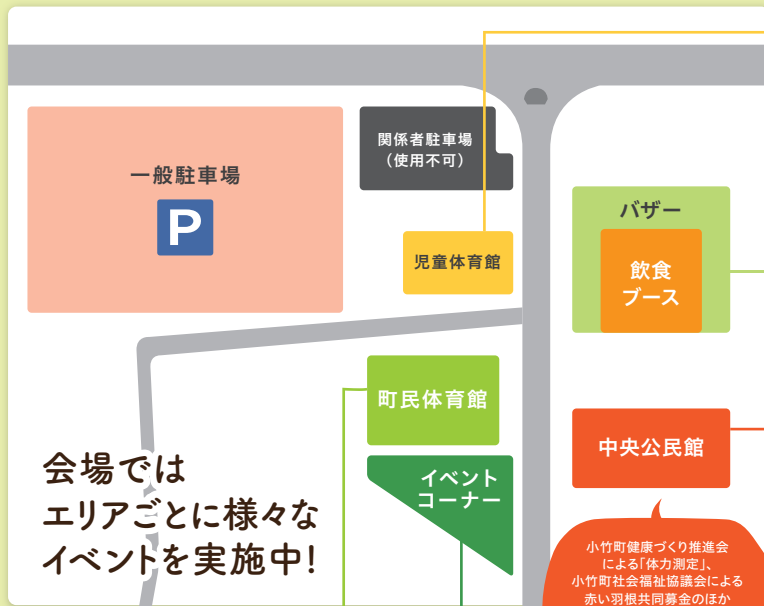 関係者駐車場
（使用不可）
一般駐車場
P
バザー
飲食
ブース
児童体育館
町民体育館
中央公民館
イベント
コーナー
会場では
エリアごとに様々な
イベントを実施中!
小竹町健康づくり推進会
による「体力測定」、
小竹町社会福祉協議会による
赤い羽根共同募金のほか